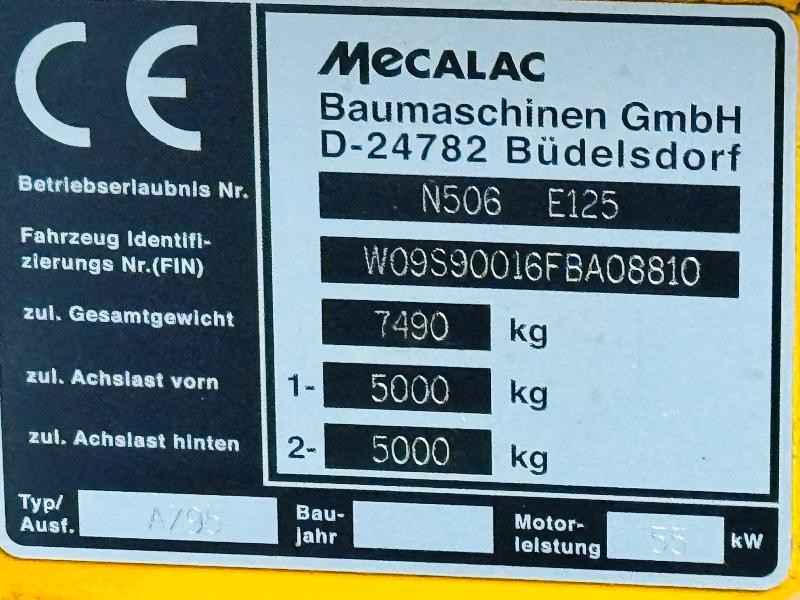 CE
MECALAC
Baumaschinen GmbH
D-24782 Büdelsdorf
Betriebserlaubnis Nr. N506 E125
Fahrzeug Identifi-
zierungs Nr.(FIN) W09S90016FBA08810
zul. Gesamtgewicht 7490 kg
zul. Achslast vorn 1- 5000 kg
zul. Achslast hinten 2- 5000 kg
Typ/
Ausf. A/95
Bau-
jahr
Motor-
leistung 55 kW